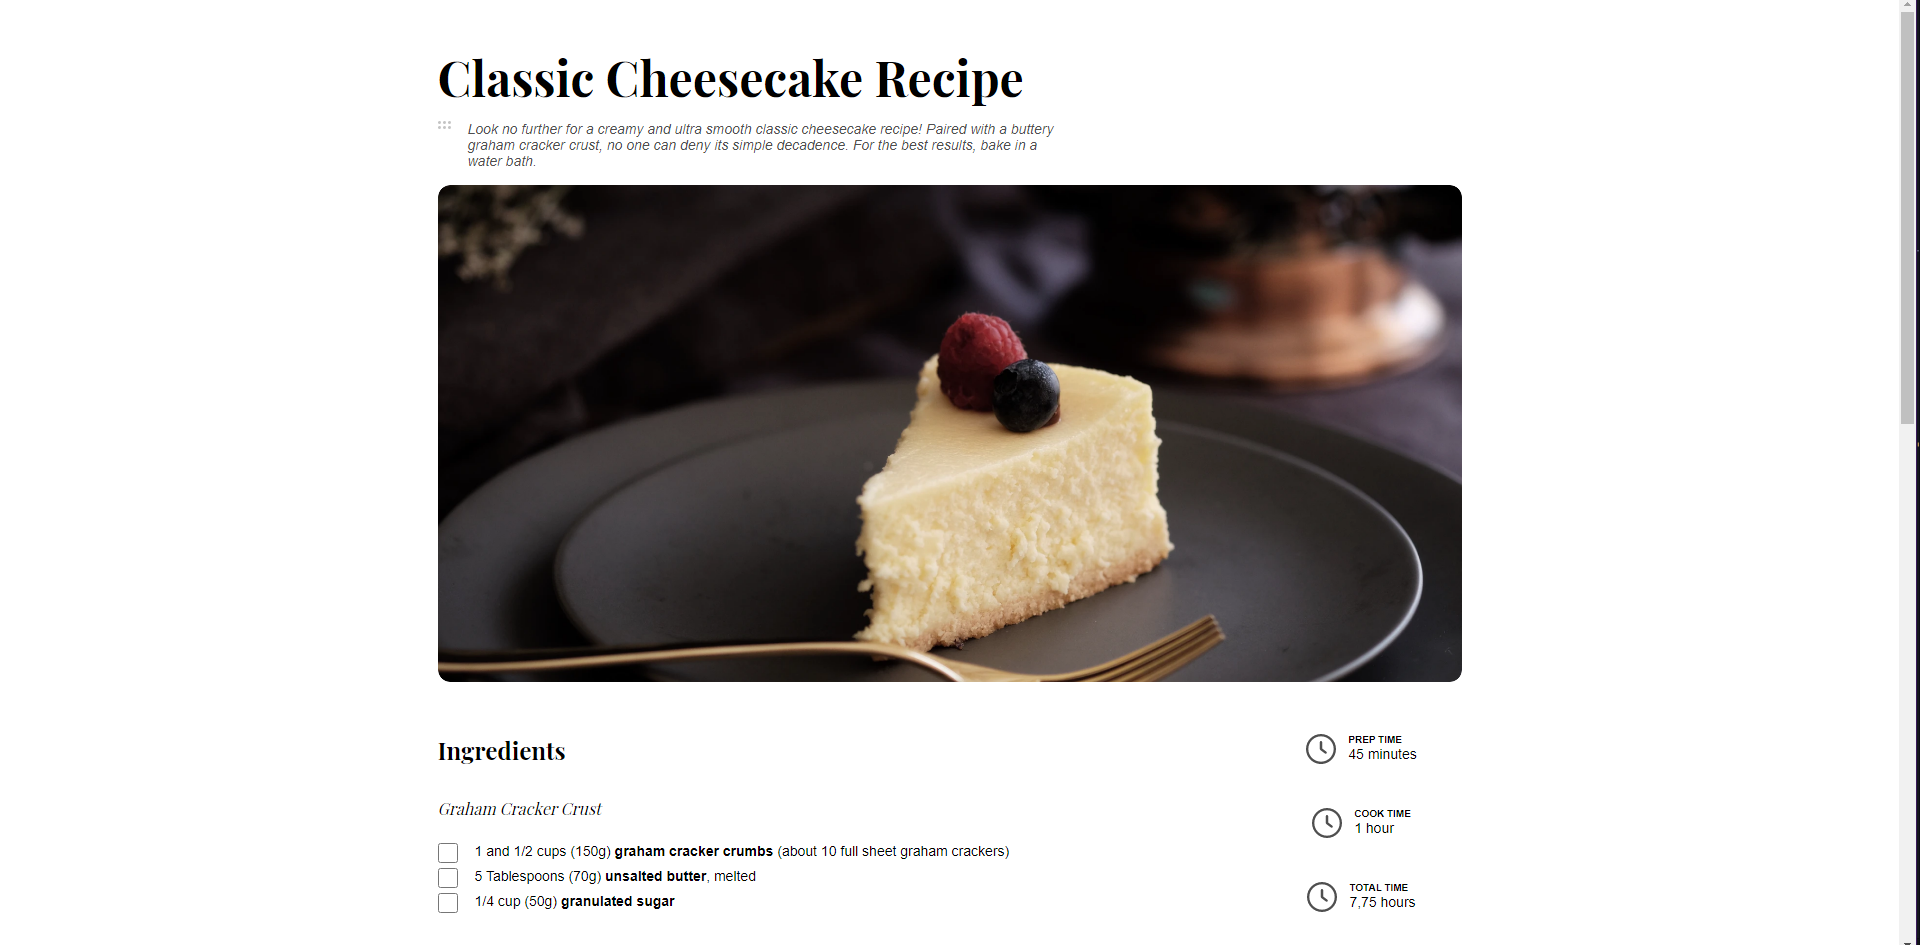 Classic Cheesecake Recipe
Look no further for a creamy and ultra smooth classic cheesecake recipe! Paired with a buttery
graham cracker crust, no one can deny its simple decadence. For the best results, bake in a
water bath.
Ingredients
PREP TIME
45 minutes
Graham Cracker Crust
COOK TIME
1 hour
1 and 1/2 cups (150g) graham cracker crumbs (about 10 full sheet graham crackers)
5 Tablespoons (70g) unsalted butter, melted
1/4 cup (50g) granulated sugar
TOTAL TIME
7,75 hours